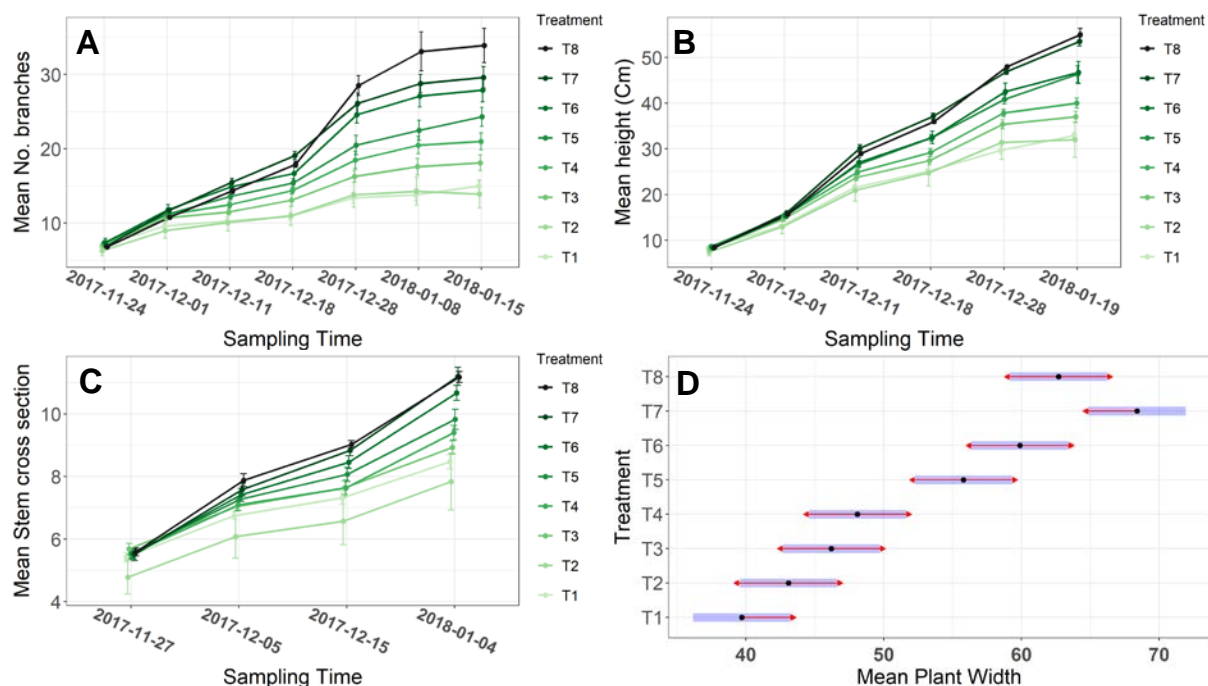 A
Mean No. branches
30
20
10
2017-11-24
2017-12-01
2017-12-11
2017-12-18
2017-12-28
2018-01-08
2018-01-15
Sampling Time
Treatment
T8
T7
T6
T5
T4
T3
T2
T1
B
Mean height (Cm)
50
40
30
20
10
2017-11-24
2017-12-01
2017-12-11
2017-12-18
2017-12-28
2018-01-19
Sampling Time
Treatment
T8
T7
T6
T5
T4
T3
T2
T1
C
Mean Stem cross section
10
8
6
4
2017-11-27
2017-12-05
2017-12-15
2018-01-04
Sampling Time
Treatment
T8
T7
T6
T5
T4
T3
T2
T1
D
Treatment
T8
T7
T6
T5
T4
T3
T2
T1
40
50
60
70
Mean Plant Width